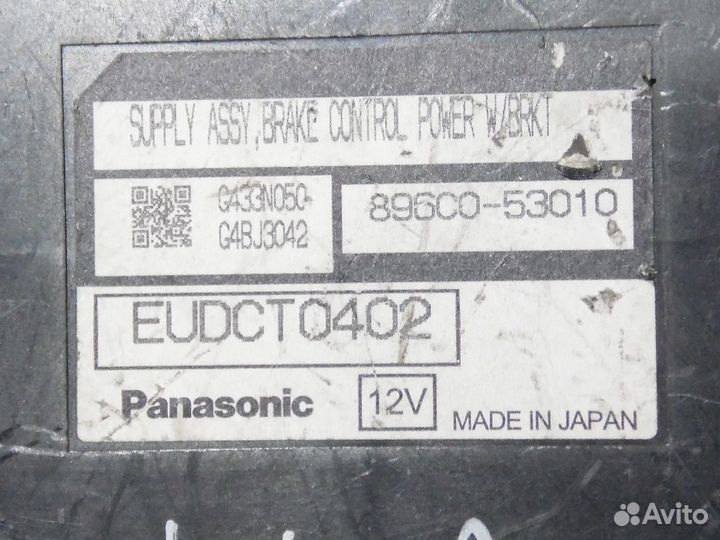 SUPPLY ASSY,BRAKE CONTROL POWER W/BRKT
G433N050
G4BJ3042
896C0-53010
EUDCT0402
Panasonic
12V
MADE IN JAPAN
Avito